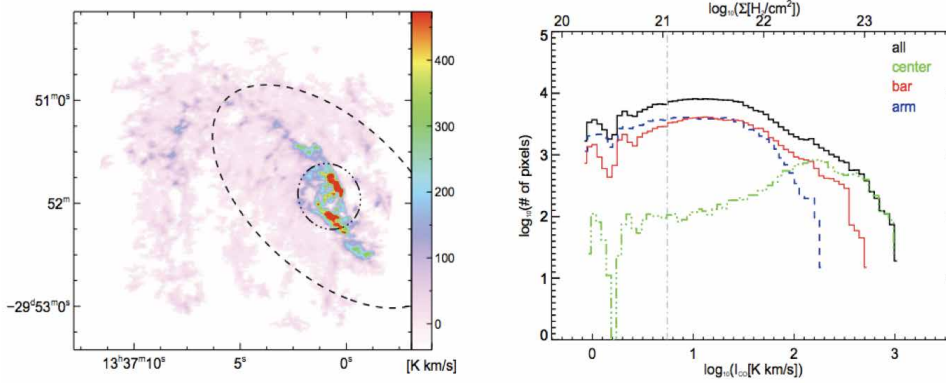 400
300
200
100
0
51ᵐ0ˢ
52ᵐ
−29ᵈ53ᵐ0ˢ
13ʰ37ᵐ10ˢ 5ˢ 0ˢ
[K km/s]
log₁₀(Σ[H₂/cm²])
20 21 22 23
5
4
3
2
1
0
log₁₀(# of pixels)
all
center
bar
arm
0 1 2 3
log₁₀(I_CO[K km/s])